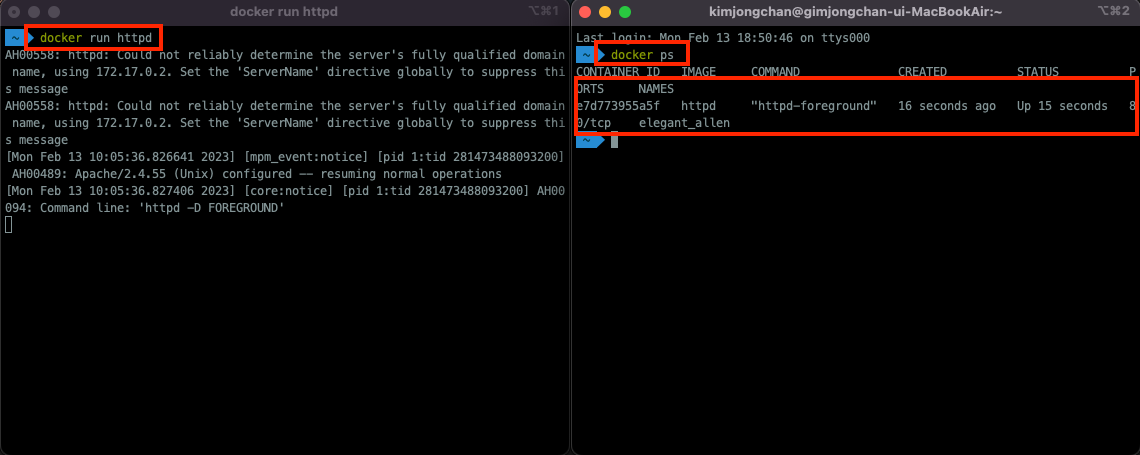 docker run httpd
⌥⌘1
~ docker run httpd
AH00558: httpd: Could not reliably determine the server's fully qualified domain
name, using 172.17.0.2. Set the 'ServerName' directive globally to suppress thi
s message
AH00558: httpd: Could not reliably determine the server's fully qualified domain
name, using 172.17.0.2. Set the 'ServerName' directive globally to suppress thi
s message
[Mon Feb 13 10:05:36.826641 2023] [mpm_event:notice] [pid 1:tid 281473488093200]
AH00489: Apache/2.4.55 (Unix) configured -- resuming normal operations
[Mon Feb 13 10:05:36.827406 2023] [core:notice] [pid 1:tid 281473488093200] AH00
094: Command line: 'httpd -D FOREGROUND'
kimjongchan@gimjongchan-ui-MacBookAir:~
⌥⌘2
Last login: Mon Feb 13 18:50:46 on ttys000
~ docker ps
CONTAINER ID   IMAGE     COMMAND              CREATED          STATUS          P
ORTS     NAMES
e7d773955a5f   httpd     "httpd-foreground"   16 seconds ago   Up 15 seconds   8
0/tcp    elegant_allen
~